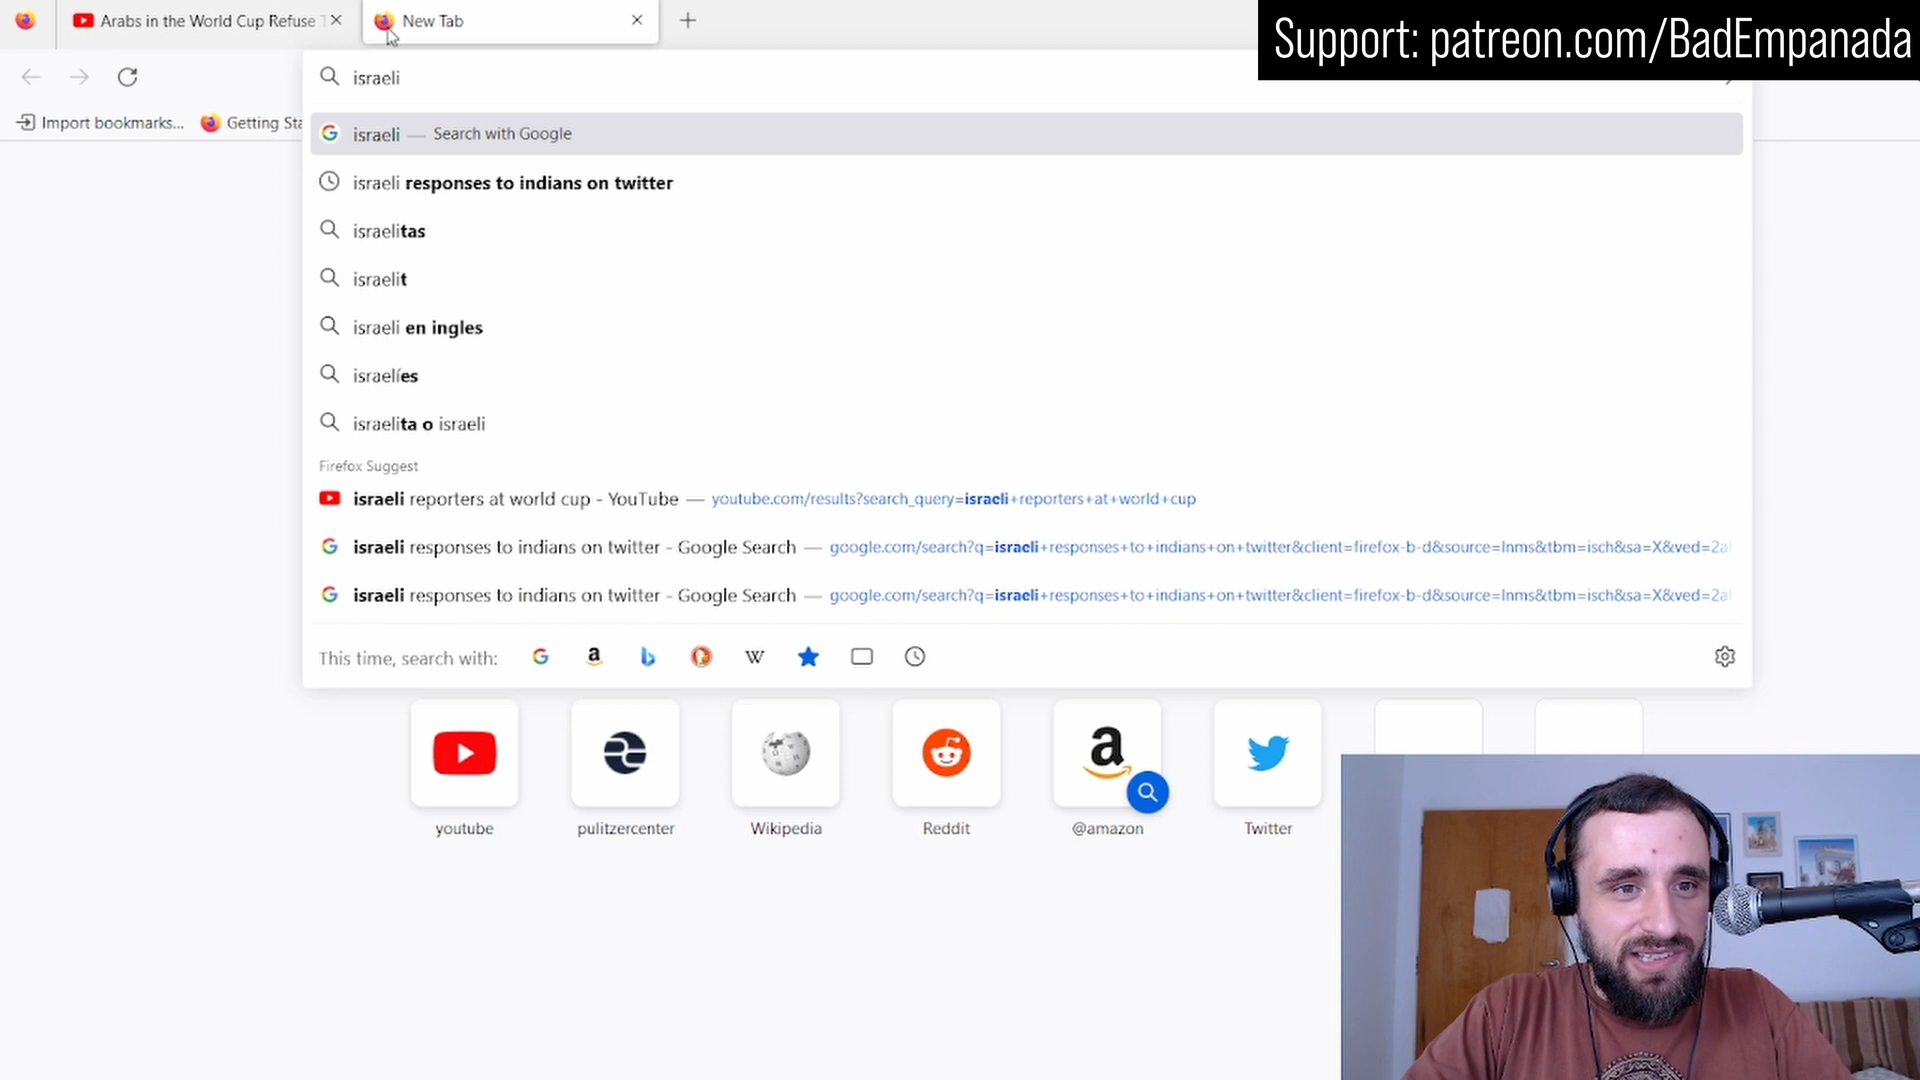 Arabs in the World Cup Refuse T
New Tab
Support: patreon.com/BadEmpanada
israeli
Import bookmarks...
Getting Sta
israeli — Search with Google
israeli responses to indians on twitter
israelitas
israelit
israeli en ingles
israelíes
israelita o israeli
Firefox Suggest
israeli reporters at world cup - YouTube — youtube.com/results?search_query=israeli+reporters+at+world+cup
israeli responses to indians on twitter - Google Search — google.com/search?q=israeli+responses+to+indians+on+twitter&client=firefox-b-d&source=lnms&tbm=isch&sa=X&ved=2a
israeli responses to indians on twitter - Google Search — google.com/search?q=israeli+responses+to+indians+on+twitter&client=firefox-b-d&source=lnms&tbm=isch&sa=X&ved=2a
This time, search with:
youtube
pulitzercenter
Wikipedia
Reddit
@amazon
Twitter